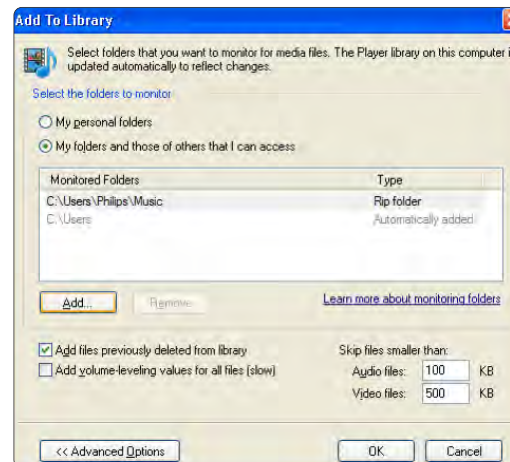 Add To Library
Select folders that you want to monitor for media files. The Player library on this computer i
updated automatically to reflect changes.
Select the folders to monitor
My personal folders
My folders and those of others that I can access
Monitored Folders Type
C:\Users\Philips\Music Rip folder
C:\Users Automatically added
Add... Remove Learn more about monitoring folders
Add files previously deleted from library Skip files smaller than:
Add volume-leveling values for all files (slow) Audio files: 100 KB
Video files: 500 KB
<< Advanced Options OK Cancel